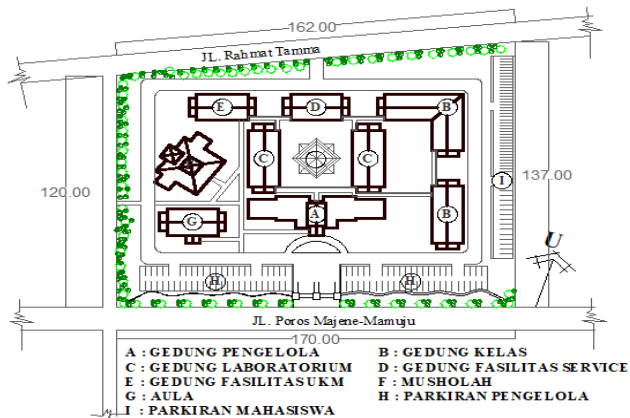 162.00
JL. Rahmat Tamma
E
D
B
C
C
120.00
I
137.00
A
B
G
U
H
H
JL. Poros Majene-Mamuju
170.00
A : GEDUNG PENGELOLA
B : GEDUNG KELAS
C : GEDUNG LABORATORIUM
D : GEDUNG FASILITAS SERVICE
E : GEDUNG FASILITAS UKM
F : MUSHOLAH
G : AULA
H : PARKIRAN PENGELOLA
I : PARKIRAN MAHASISWA